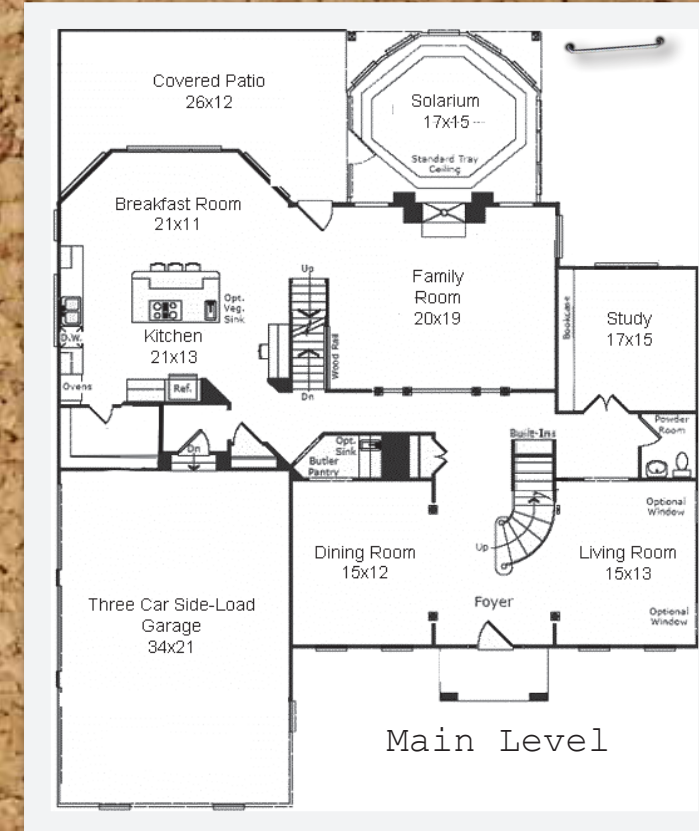 Covered Patio
26x12
Solarium
17x15
Standard Tray
Ceiling
Breakfast Room
21x11
Up
Family
Room
20x19
Opt.
Veg.
Sink
Bookcase
Study
17x15
D.W.
Kitchen
21x13
Wood Rail
Ovens
Ref.
Dn
Powder
Room
Built-Ins
Opt.
Sink
Dn
Butler
Pantry
Optional
Window
Up
Dining Room
15x12
Living Room
15x13
Foyer
Three Car Side-Load
Garage
34x21
Optional
Window
Main Level